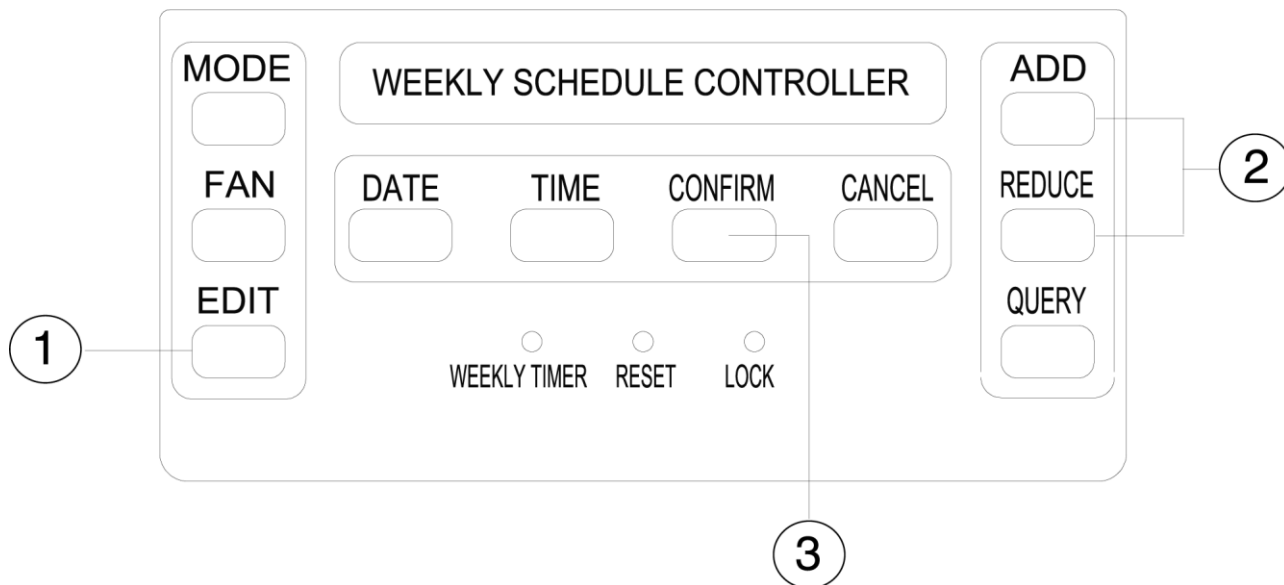 MODE
WEEKLY SCHEDULE CONTROLLER
ADD
FAN
DATE
TIME
CONFIRM
CANCEL
REDUCE
2
EDIT
QUERY
1
WEEKLY TIMER
RESET
LOCK
3